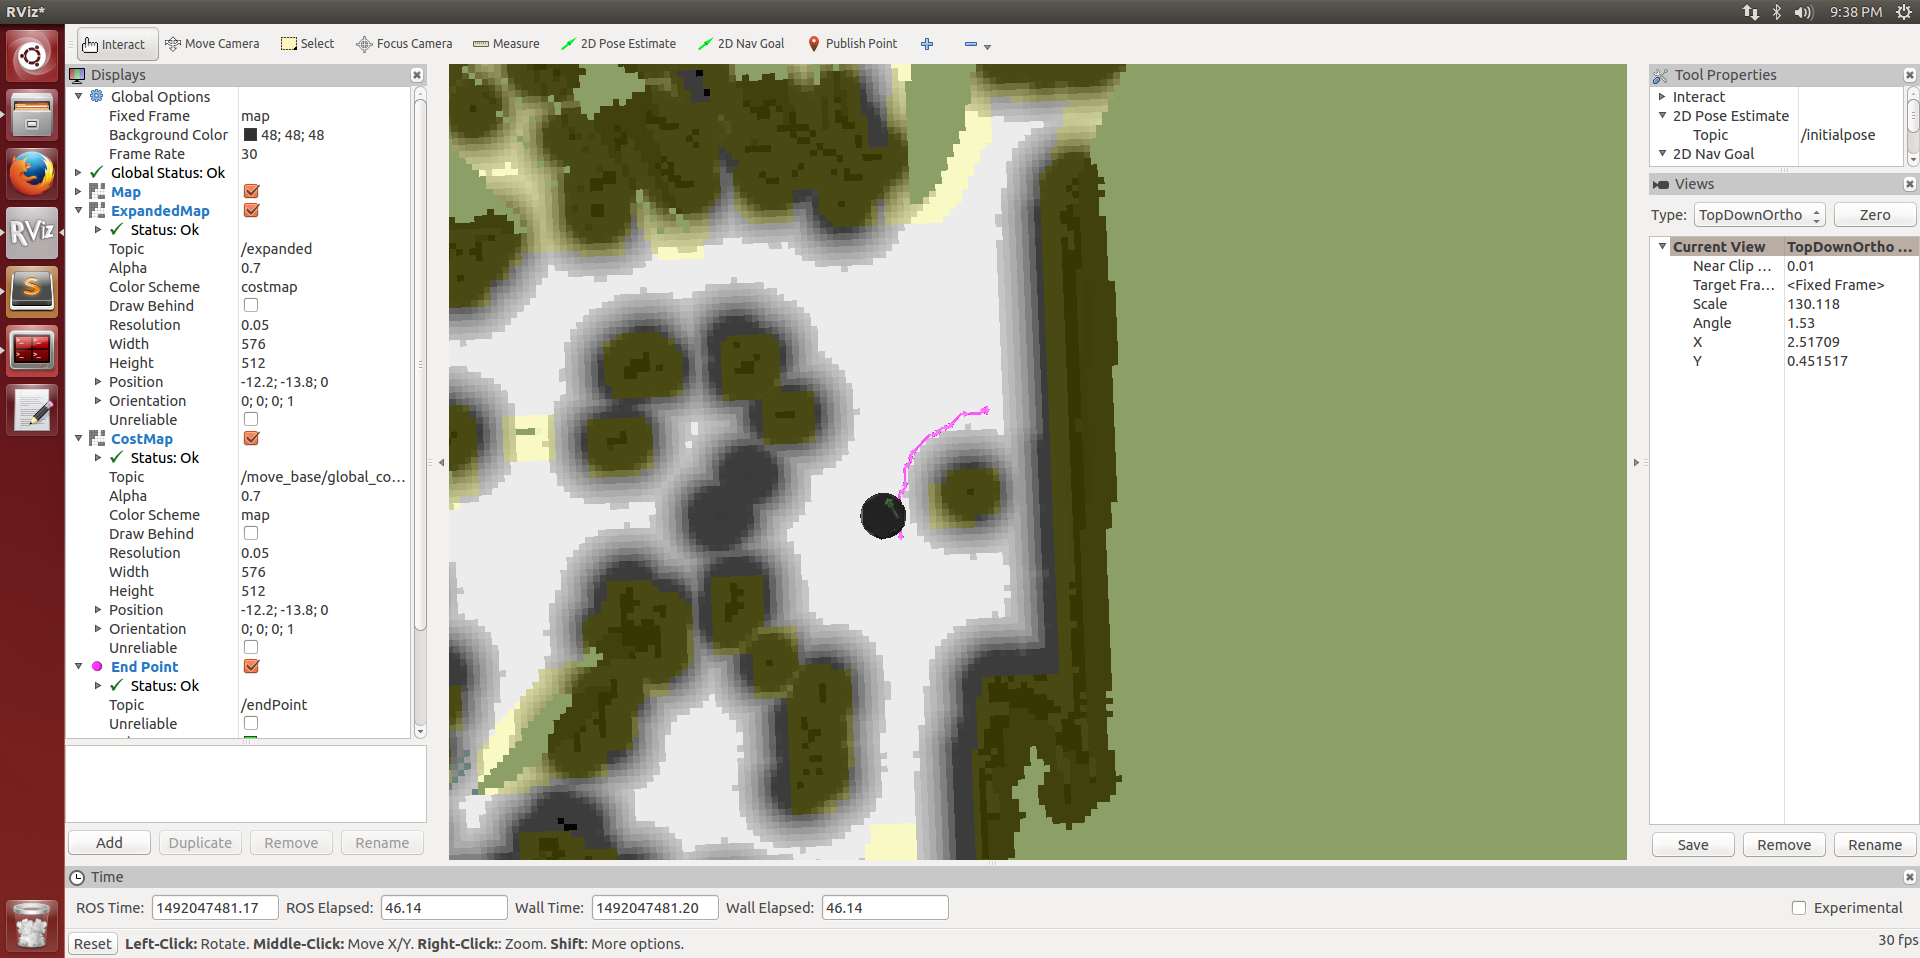 RViz*
9:38 PM
Interact
Move Camera
Select
Focus Camera
Measure
2D Pose Estimate
2D Nav Goal
Publish Point
Displays
Global Options
Fixed Frame map
Background Color 48; 48; 48
Frame Rate 30
Global Status: Ok
Map
ExpandedMap
Status: Ok
Topic /expanded
Alpha 0.7
Color Scheme costmap
Draw Behind
Resolution 0.05
Width 576
Height 512
Position -12.2; -13.8; 0
Orientation 0; 0; 0; 1
Unreliable
CostMap
Status: Ok
Topic /move_base/global_co...
Alpha 0.7
Color Scheme map
Draw Behind
Resolution 0.05
Width 576
Height 512
Position -12.2; -13.8; 0
Orientation 0; 0; 0; 1
Unreliable
End Point
Status: Ok
Topic /endPoint
Unreliable
Add
Duplicate
Remove
Rename
RViz
S
Tool Properties
Interact
2D Pose Estimate
Topic /initialpose
2D Nav Goal
Views
Type: TopDownOrtho Zero
Current View TopDownOrtho ...
Near Clip ... 0.01
Target Fra... <Fixed Frame>
Scale 130.118
Angle 1.53
X 2.51709
Y 0.451517
Save
Remove
Rename
Time
ROS Time: 1492047481.17 ROS Elapsed: 46.14 Wall Time: 1492047481.20 Wall Elapsed: 46.14 Experimental
Reset Left-Click: Rotate. Middle-Click: Move X/Y. Right-Click:: Zoom. Shift: More options. 30 fps